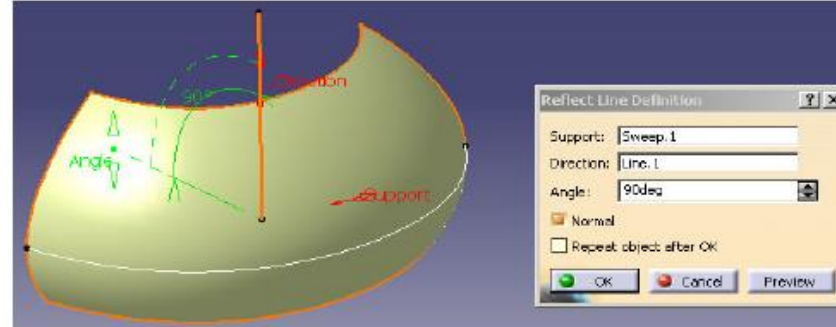 Direction
90°
Angle
Support
Reflect Line Definition
Support: Sweep.1
Direction: Line.1
Angle: 90deg
Normal
Repeat object after OK
OK Cancel Preview